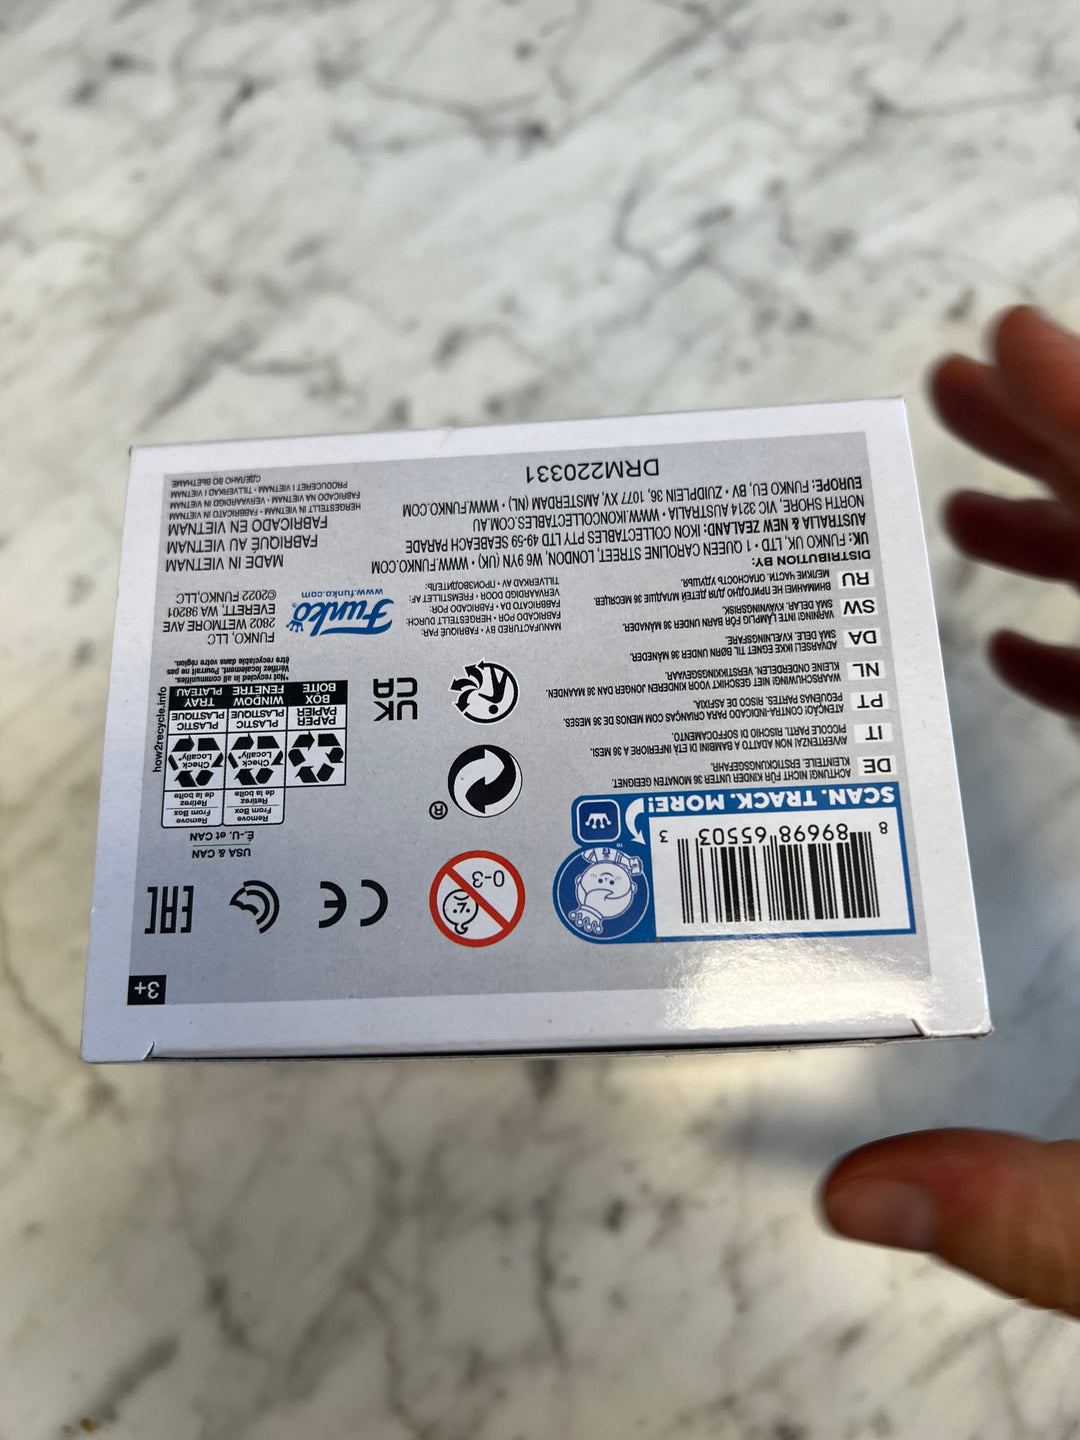 3+
8 89698 65503 3
SCAN. TRACK. MORE!
™
0-3
CE
EAC
®
UK
CA
USA & CAN
É.-U. et CAN
Remove
From Box
Retirez
de la boîte
Remove
From Box
Retirez
de la boîte
Check
Locally*
Check
Locally*
PAPER
PAPIER
BOX
BOÎTE
PLASTIC
PLASTIQUE
WINDOW
FENÊTRE
PLASTIC
PLASTIQUE
TRAY
PLATEAU
how2recycle.info
*Not recycled in all communities.
Vérifiez localement. Pourrait ne pas
être recyclable dans votre région.
DE
ACHTUNG! NICHT FÜR KINDER UNTER 36 MONATEN GEEIGNET.
KLEINTEILE. ERSTICKUNGSGEFAHR.
IT
AVVERTENZA! NON ADATTO A BAMBINI DI ETÀ INFERIORE A 36 MESI.
PICCOLE PARTI. RISCHIO DI SOFFOCAMENTO.
PT
ATENÇÃO! CONTRA-INDICADO PARA CRIANÇAS COM MENOS DE 36 MESES.
PEQUENAS PARTES. RISCO DE ASFIXIA.
NL
WAARSCHUWING! NIET GESCHIKT VOOR KINDEREN JONGER DAN 36 MAANDEN.
KLEINE ONDERDELEN. VERSTIKKINGSGEVAAR.
DA
ADVARSEL! IKKE EGNET TIL BØRN UNDER 36 MÅNEDER.
SMÅ DELE. KVÆLNINGSFARE.
SW
VARNING! INTE LÄMPLIG FÖR BARN UNDER 36 MÅNADER.
SMÅ DELAR. KVÄVNINGSRISK.
RU
ВНИМАНИЕ! НЕ ПРИГОДНО ДЛЯ ДЕТЕЙ МЛАДШЕ 36 МЕСЯЦЕВ.
МЕЛКИЕ ЧАСТИ. ОПАСНОСТЬ УДУШЬЯ.
MANUFACTURED BY • FABRIQUÉ PAR:
FABRICADO POR • HERGESTELLT DURCH:
FABRICATO DA • FABRICADO POR:
VERVAARDIGD DOOR • FREMSTILLET AF:
TILLVERKAD AV • ПРОИЗВОДИТЕЛЬ:
Funko®
www.funko.com
FUNKO, LLC
2802 WETMORE AVE
EVERETT, WA 98201
©2022 FUNKO,LLC
DISTRIBUTION BY:
UK: FUNKO UK, LTD • 1 QUEEN CAROLINE STREET, LONDON, W6 9YN (UK) • WWW.FUNKO.COM
AUSTRALIA & NEW ZEALAND: IKON COLLECTABLES PTY LTD 49-59 SEABEACH PARADE
NORTH SHORE, VIC 3214 AUSTRALIA • WWW.IKONCOLLECTABLES.COM.AU
EUROPE: FUNKO EU, BV • ZUIDPLEIN 36, 1077 XV, AMSTERDAM (NL) • WWW.FUNKO.COM
MADE IN VIETNAM
FABRIQUÉ AU VIETNAM
FABRICADO EN VIETNAM
HERGESTELLT IN VIETNAM • FABRICATO IN VIETNAM
FABRICADO NA VIETNAM • VERVAARDIGD IN VIETNAM
PRODUCERET I VIETNAM • TILLVERKAD I VIETNAM
СДЕЛАНО ВО ВЬЕТНАМЕ
DRM220331